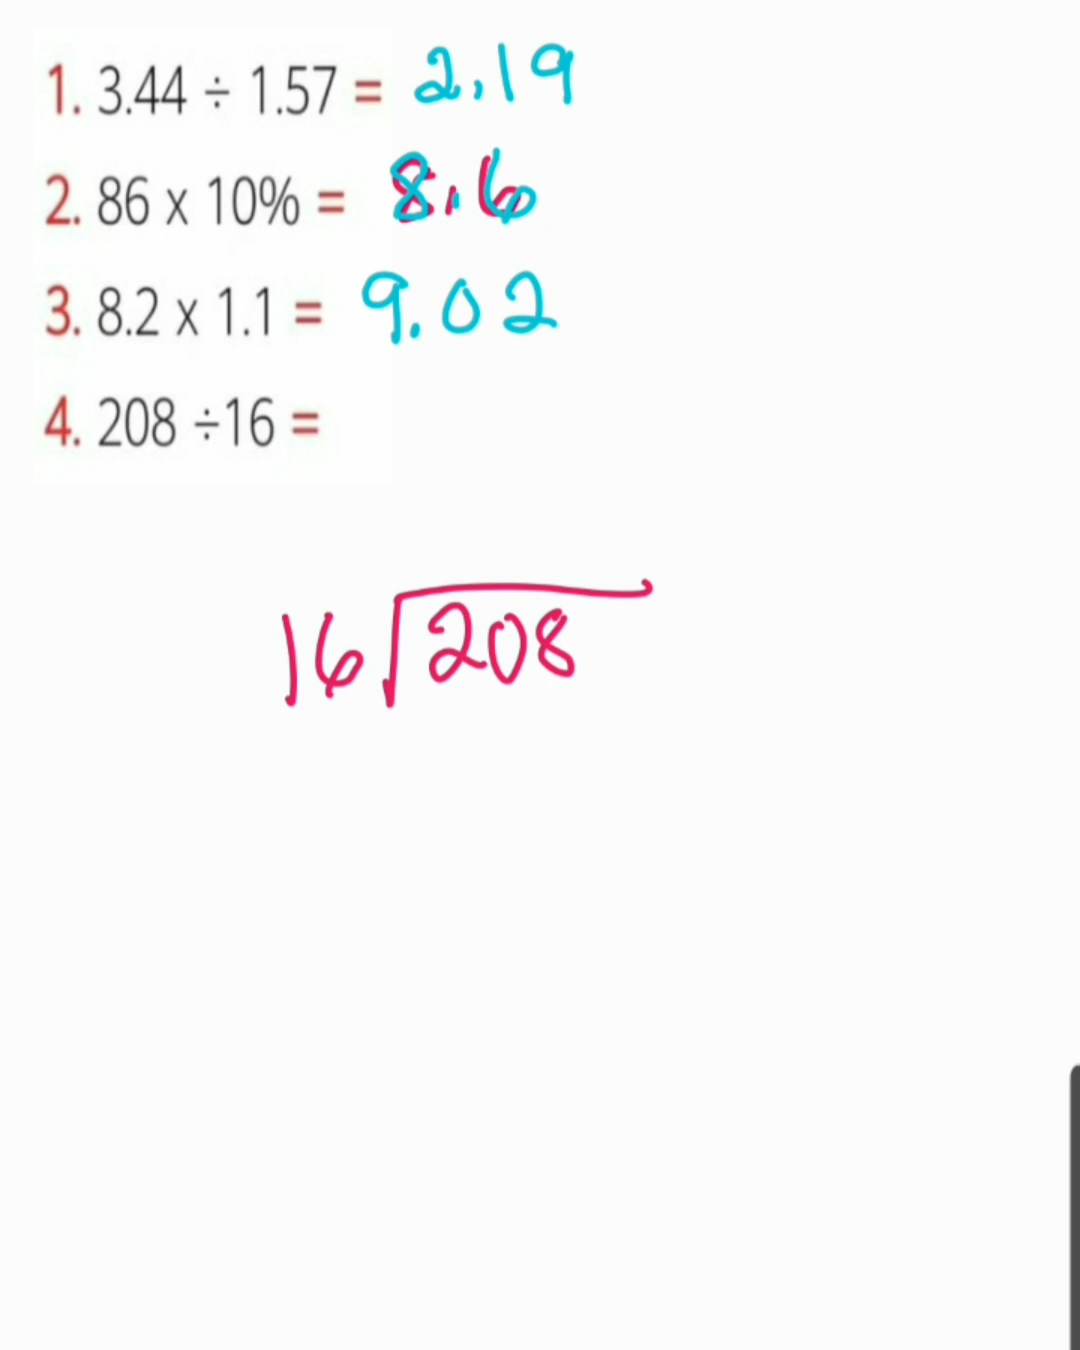 1. 3.44 ÷ 1.57 = 2.19
2. 86 x 10% = 8.6
3. 8.2 x 1.1 = 9.02
4. 208 ÷16 =
16√208